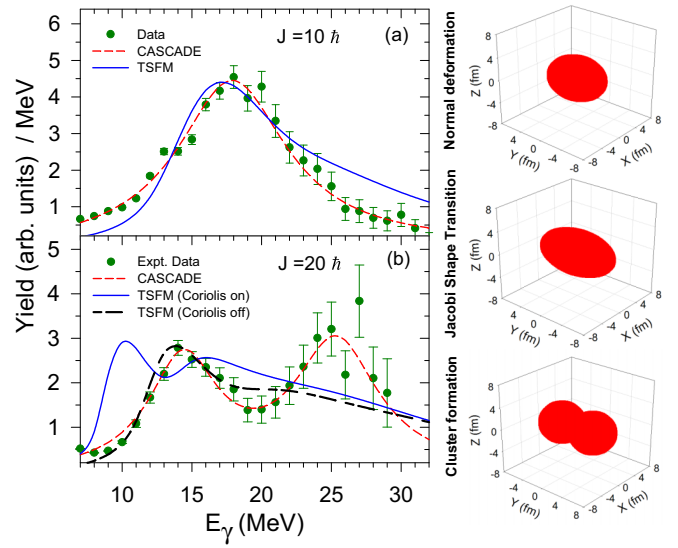 Yield (arb. units) / MeV
6
5
4
3
2
1
Data
CASCADE
TSFM
J =10 ℏ
(a)
5
4
3
2
1
Expt. Data
CASCADE
TSFM (Coriolis on)
TSFM (Coriolis off)
J =20 ℏ
(b)
10 15 20 25 30
Eγ (MeV)
Normal deformation
Z (fm)
8
4
0
-4
-8
Y (fm)
4 0 -4 -8
X (fm)
-8 -4 0 4 8
Jacobi Shape Transition
Z (fm)
8
4
0
-4
-8
Y (fm)
4 0 -4 -8
X (fm)
-4 0 4 8
Cluster formation
Z (fm)
8
4
0
-4
-8
Y (fm)
-4 0 4 8
X (fm)
-8 -4 0 4 8